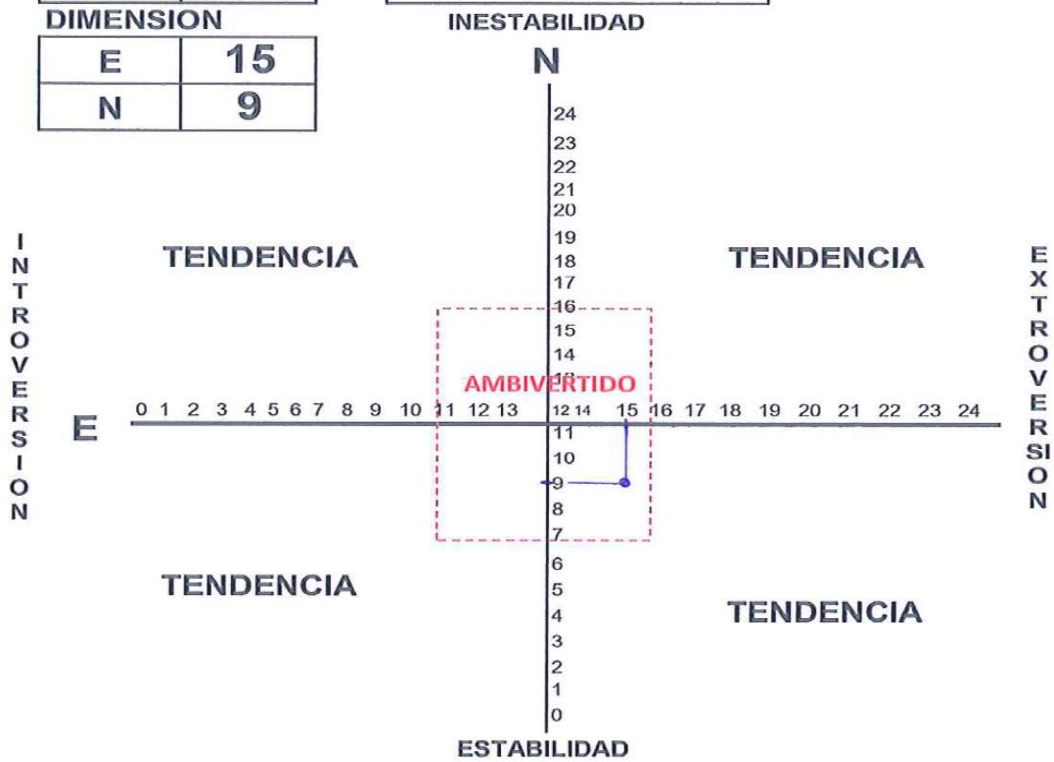 DIMENSION
E 15
N 9
INESTABILIDAD
N
24
23
22
21
20
19
18
17
16
15
14
13
TENDENCIA
TENDENCIA
INTROVERSION
EXTROVERSION
AMBIVERTIDO
E
0 1 2 3 4 5 6 7 8 9 10 11 12 13 12 14 15 16 17 18 19 20 21 22 23 24
11
10
9
8
7
6
5
4
3
2
1
0
TENDENCIA
TENDENCIA
ESTABILIDAD